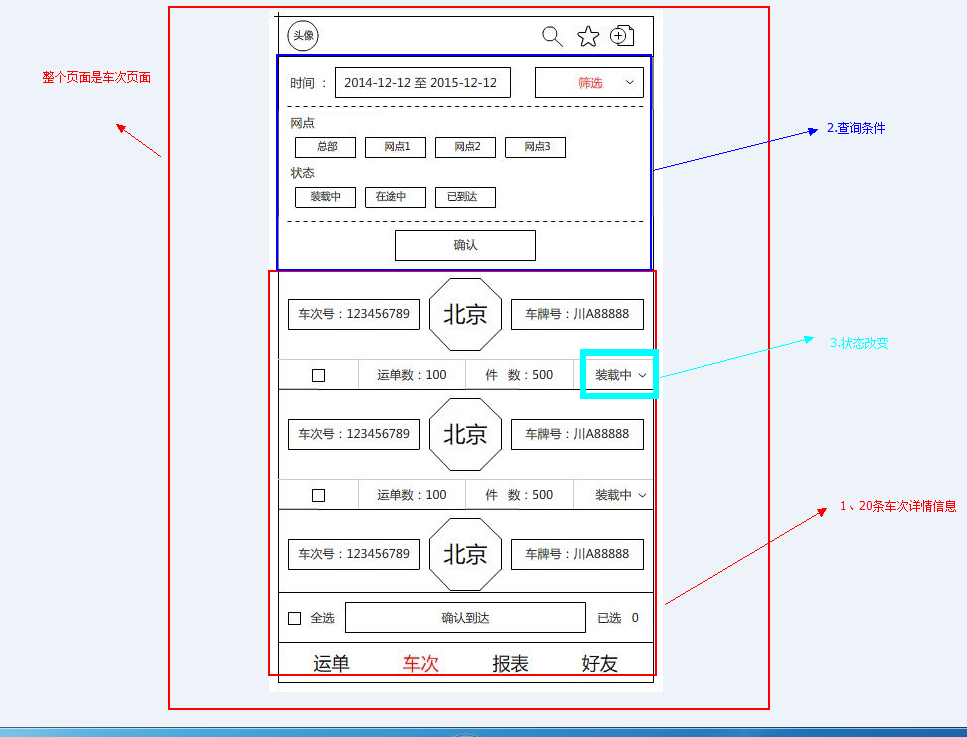 头像
整个页面是车次页面
时间 ： 2014-12-12 至 2015-12-12 筛选
网点
总部 网点1 网点2 网点3
2.查询条件
状态
装载中 在途中 已到达
确认
车次号：123456789 北京 车牌号：川A88888
3.状态改变
运单数：100 件 数：500 装载中
车次号：123456789 北京 车牌号：川A88888
运单数：100 件 数：500 装载中
1、20条车次详情信息
车次号：123456789 北京 车牌号：川A88888
全选 确认到达 已选 0
运单 车次 报表 好友